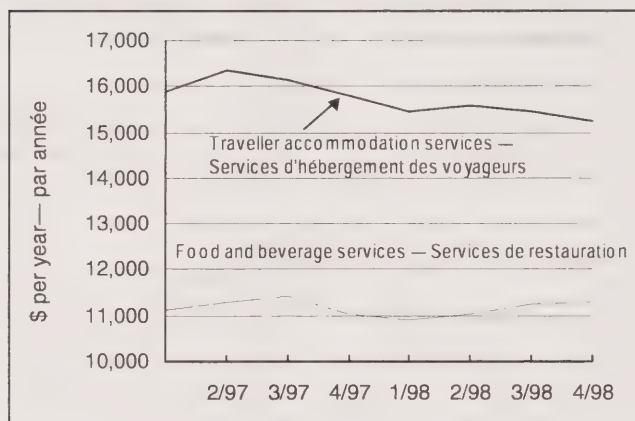 $ per year— par année
17,000
16,000
15,000
14,000
13,000
12,000
11,000
10,000
Traveller accommodation services —
Services d'hébergement des voyageurs
Food and beverage services — Services de restauration
2/97 3/97 4/97 1/98 2/98 3/98 4/98